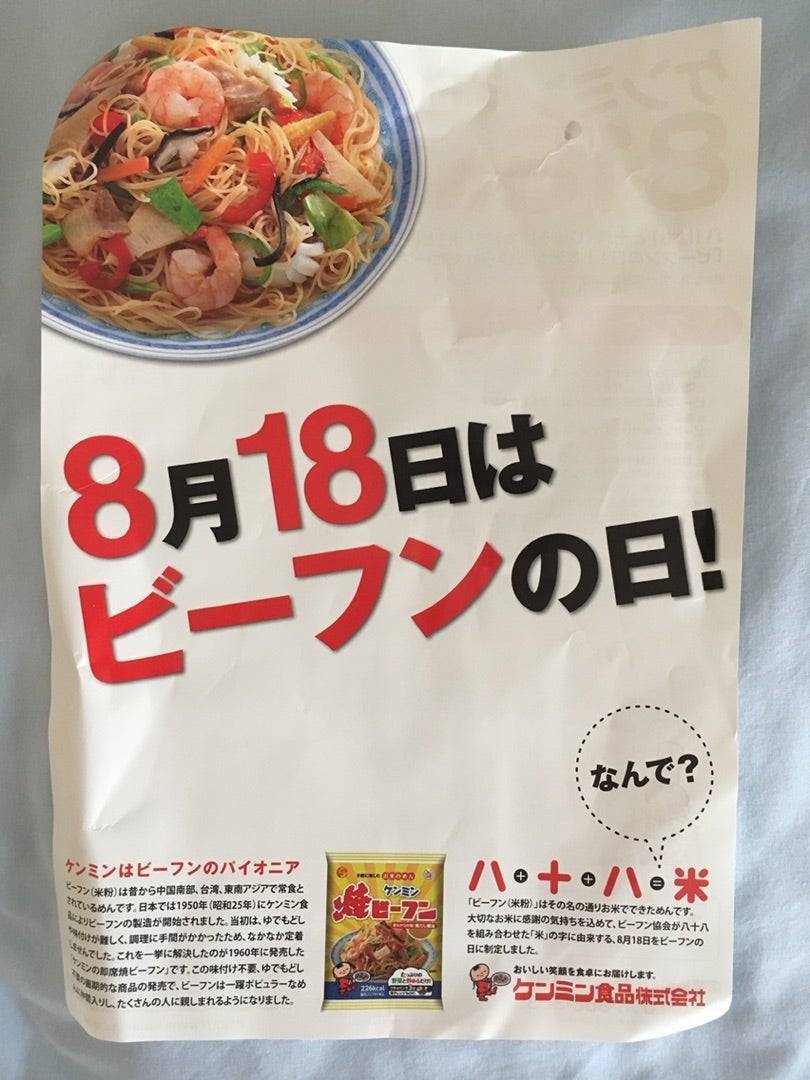 8月18日は
ビーフンの日!
なんで?
ケンミンはビーフンのパイオニア
ビーフン(米粉)は昔から中国南部、台湾、東南アジアで常食と
されているめんです。日本では1950年(昭和25年)にケンミン食
品によりビーフンの製造が開始されました。当初は、ゆでもどし
や味付けが難しく、調理に手間がかかったため、なかなか定着
しませんでした。これを一挙に解決したのが1960年に発売した
「ケンミンの即席焼ビーフン」です。この味付け不要、ゆでもどし
不要の画期的な商品の発売で、ビーフンは一躍ポピュラーなめ
んの仲間入りし、たくさんの人に親しまれるようになりました。
お米のめん
ケンミン
焼ビーフン
226kcal
八+十+八=米
「ビーフン(米粉)」はその名の通りお米でできためんです。
大切なお米に感謝の気持ちを込めて、ビーフン協会が八十八
を組み合わせた「米」の字に由来する、8月18日をビーフンの
日に制定しました。
おいしい笑顔を食卓にお届けします。
ケンミン食品株式会社